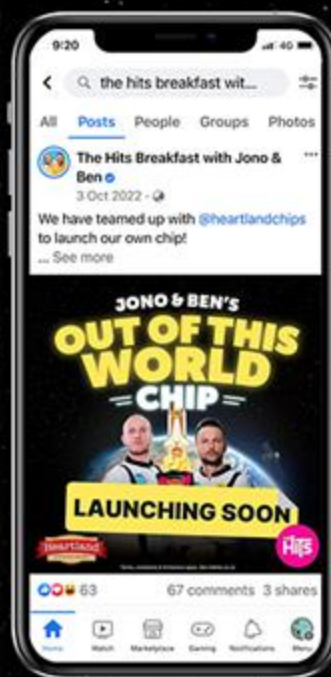 9:20
4G
the hits breakfast wit...
All Posts People Groups Photos
The Hits Breakfast with Jono &
Ben
3 Oct 2022
We have teamed up with @heartlandchips
to launch our own chip!
... See more
JONO & BEN'S
OUT OF THIS
WORLD
CHIP
LAUNCHING SOON
Heartland
THE
HITS
63 67 comments 3 shares
Home Watch Marketplace Gaming Notifications Menu